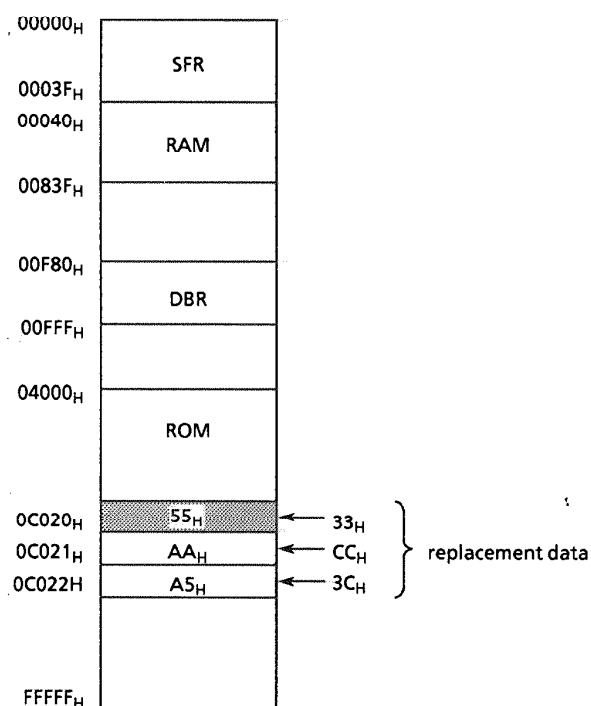 00000H
SFR
0003FH
00040H
RAM
0083FH
00F80H
DBR
00FFFH
04000H
ROM
0C020H 55H 33H
0C021H AAH CCH replacement data
0C022H A5H 3CH
FFFFFH